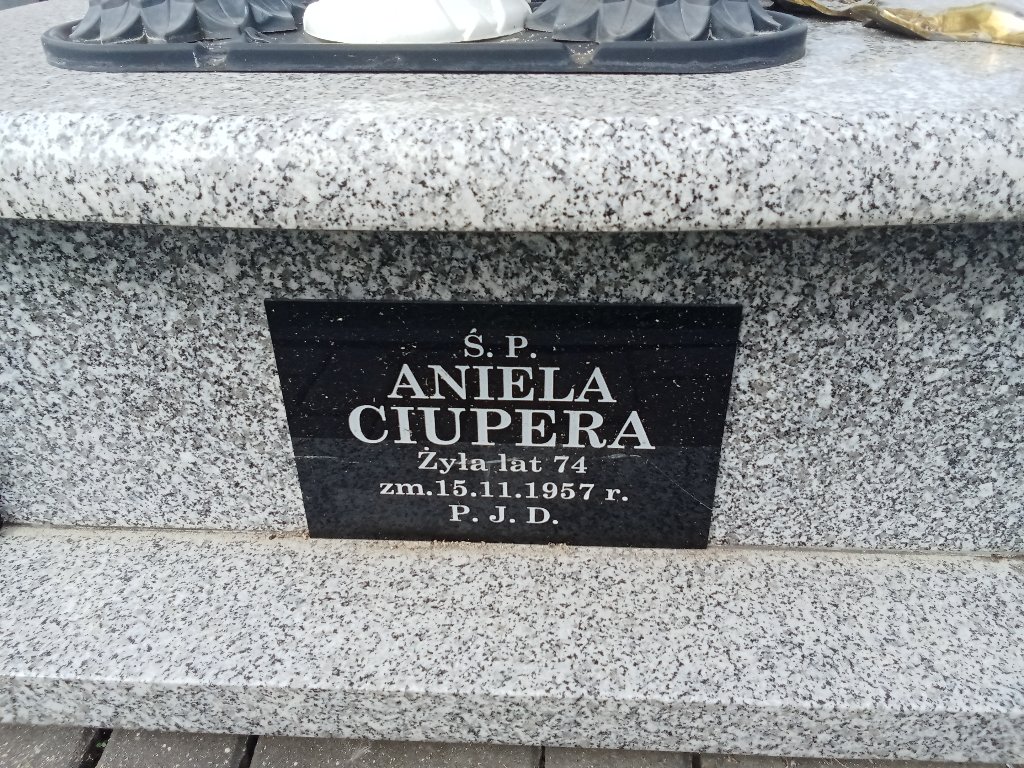 Ś. P.
ANIELA
CIUPERA
Żyła lat 74
zm.15.11.1957 r.
P. J. D.